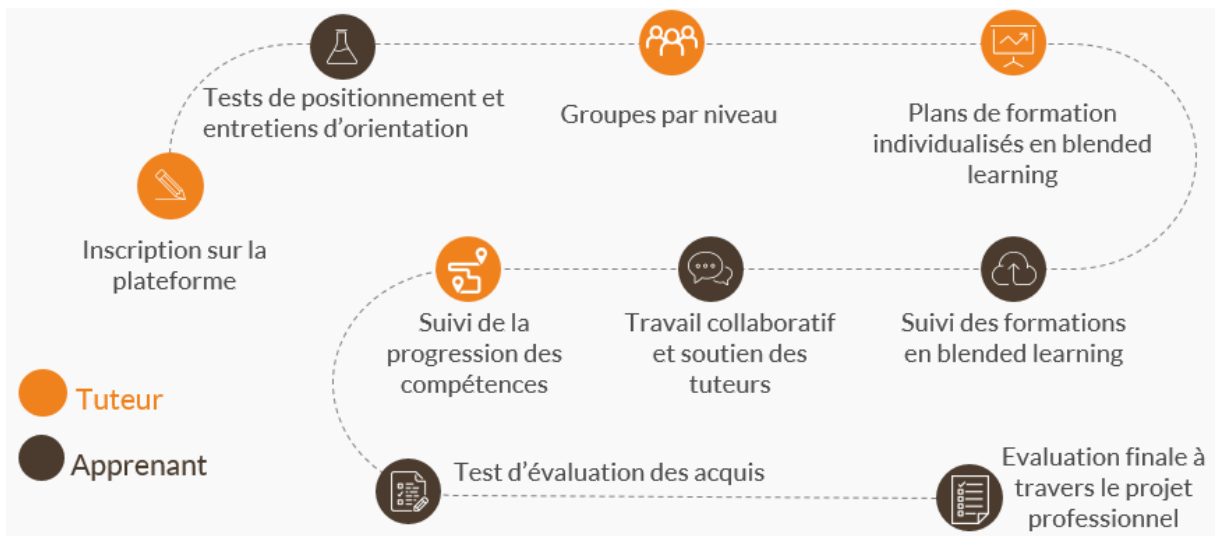 Tests de positionnement et
entretiens d'orientation
Groupes par niveau
Plans de formation
individualisés en blended
learning
Inscription sur la
plateforme
Suivi de la
progression des
compétences
Travail collaboratif
et soutien des
tuteurs
Suivi des formations
en blended learning
Tuteur
Apprenant
Test d'évaluation des acquis
Evaluation finale à
travers le projet
professionnel